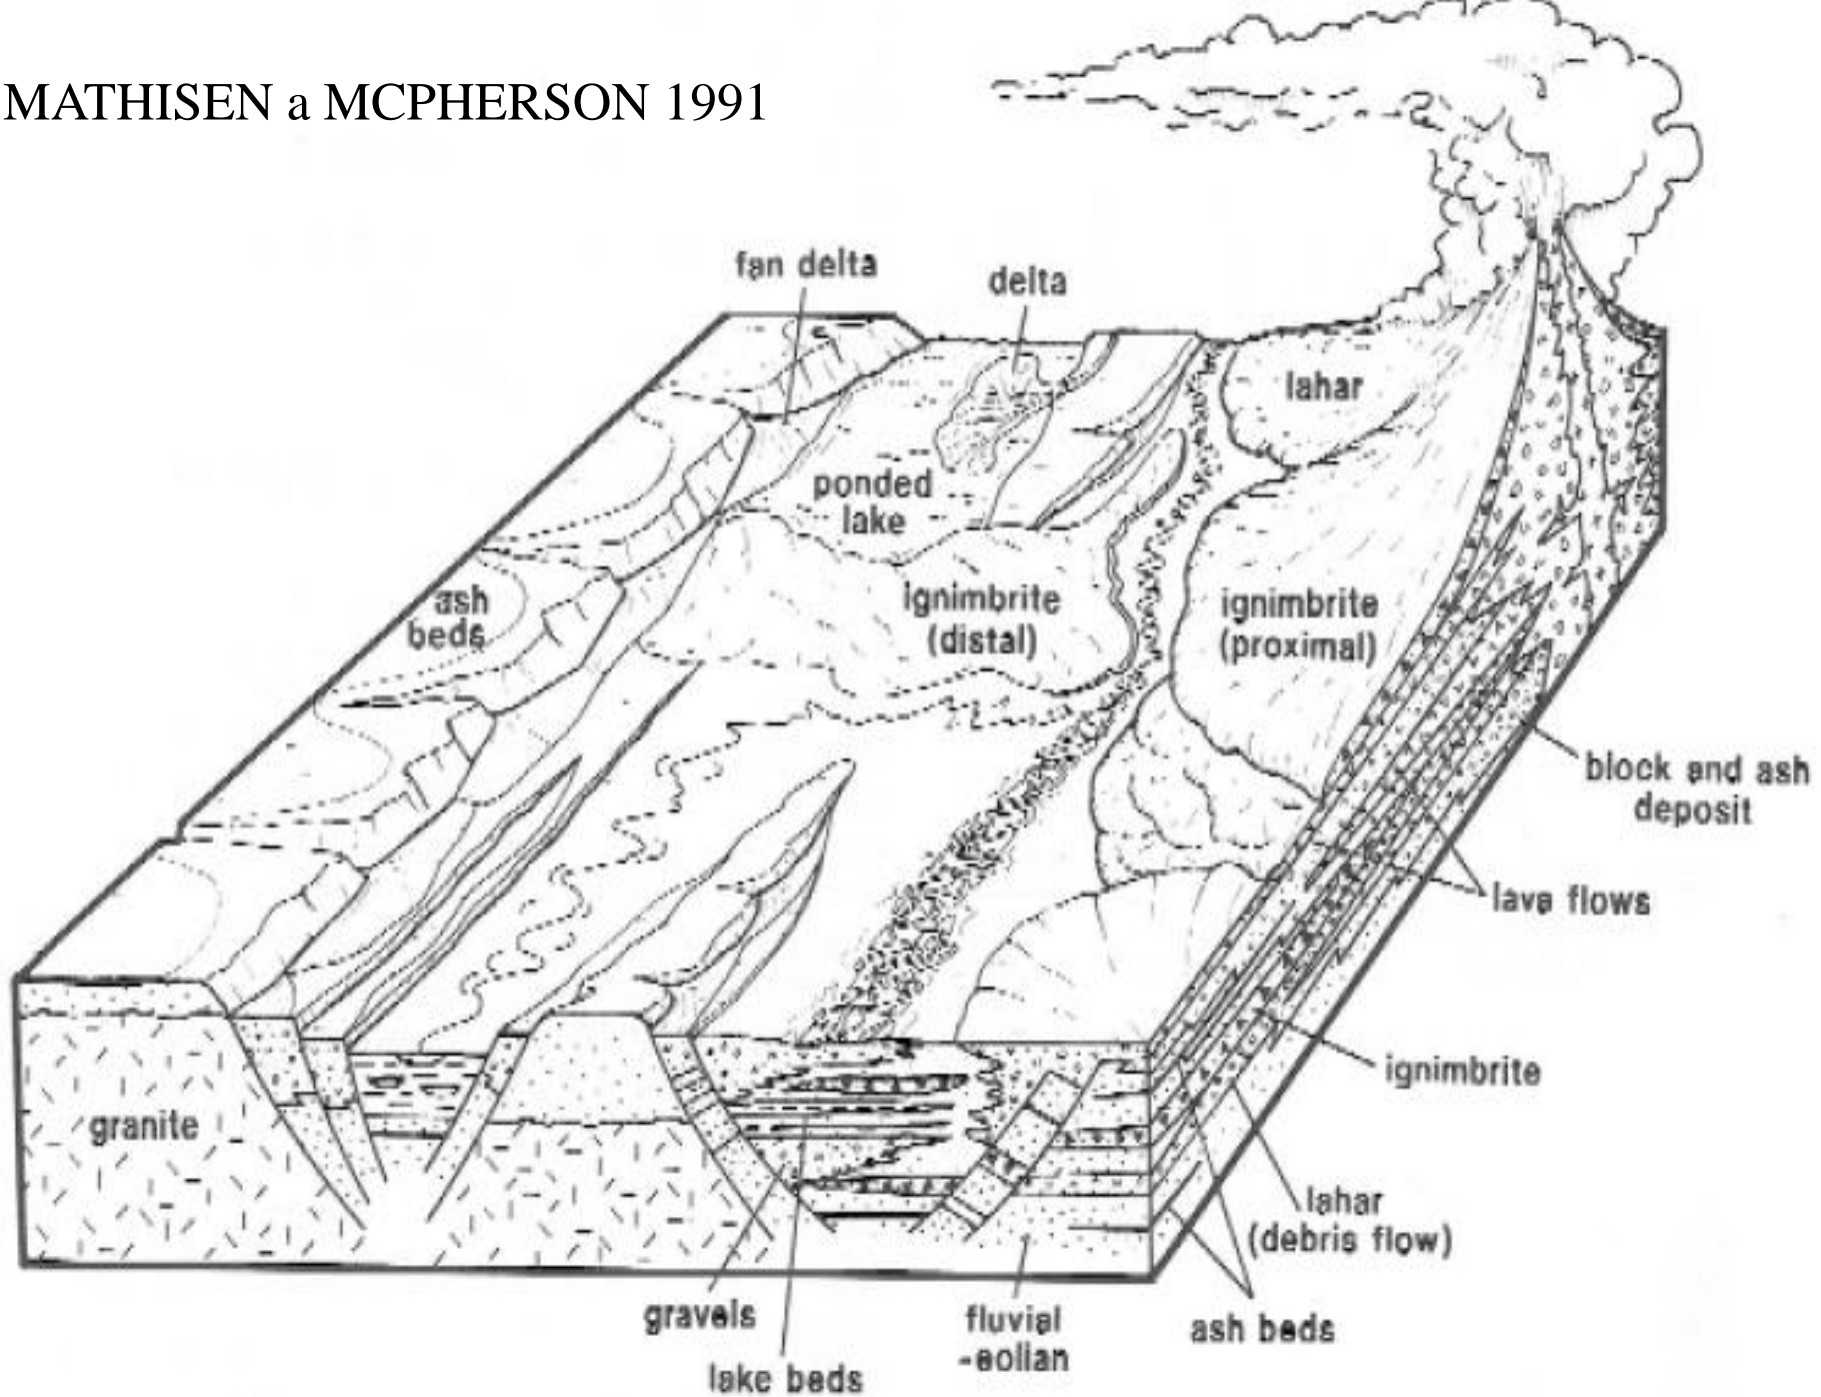 MATHISEN a MCPHERSON 1991
fan delta
delta
lahar
ponded
lake
ash
beds
ignimbrite
(distal)
ignimbrite
(proximal)
block and ash
deposit
lava flows
ignimbrite
granite
lahar
(debris flow)
gravels
fluvial
-eolian
ash beds
lake beds